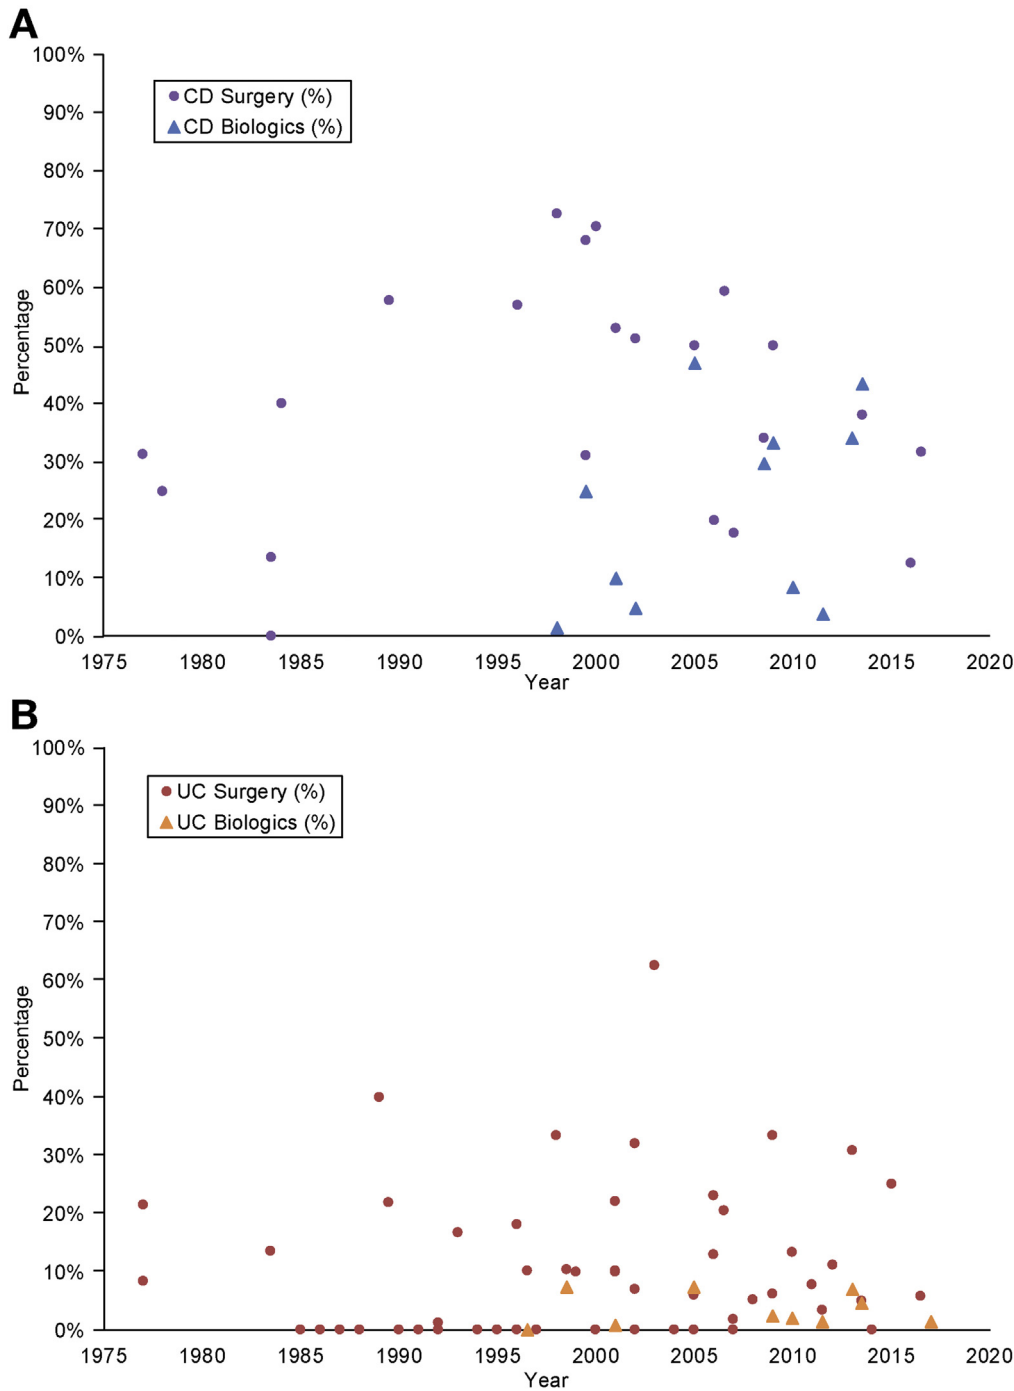 A
100%
90%
80%
70%
60%
50%
40%
30%
20%
10%
0%
Percentage
CD Surgery (%)
CD Biologics (%)
1975 1980 1985 1990 1995 2000 2005 2010 2015 2020
Year
B
100%
90%
80%
70%
60%
50%
40%
30%
20%
10%
0%
Percentage
UC Surgery (%)
UC Biologics (%)
1975 1980 1985 1990 1995 2000 2005 2010 2015 2020
Year